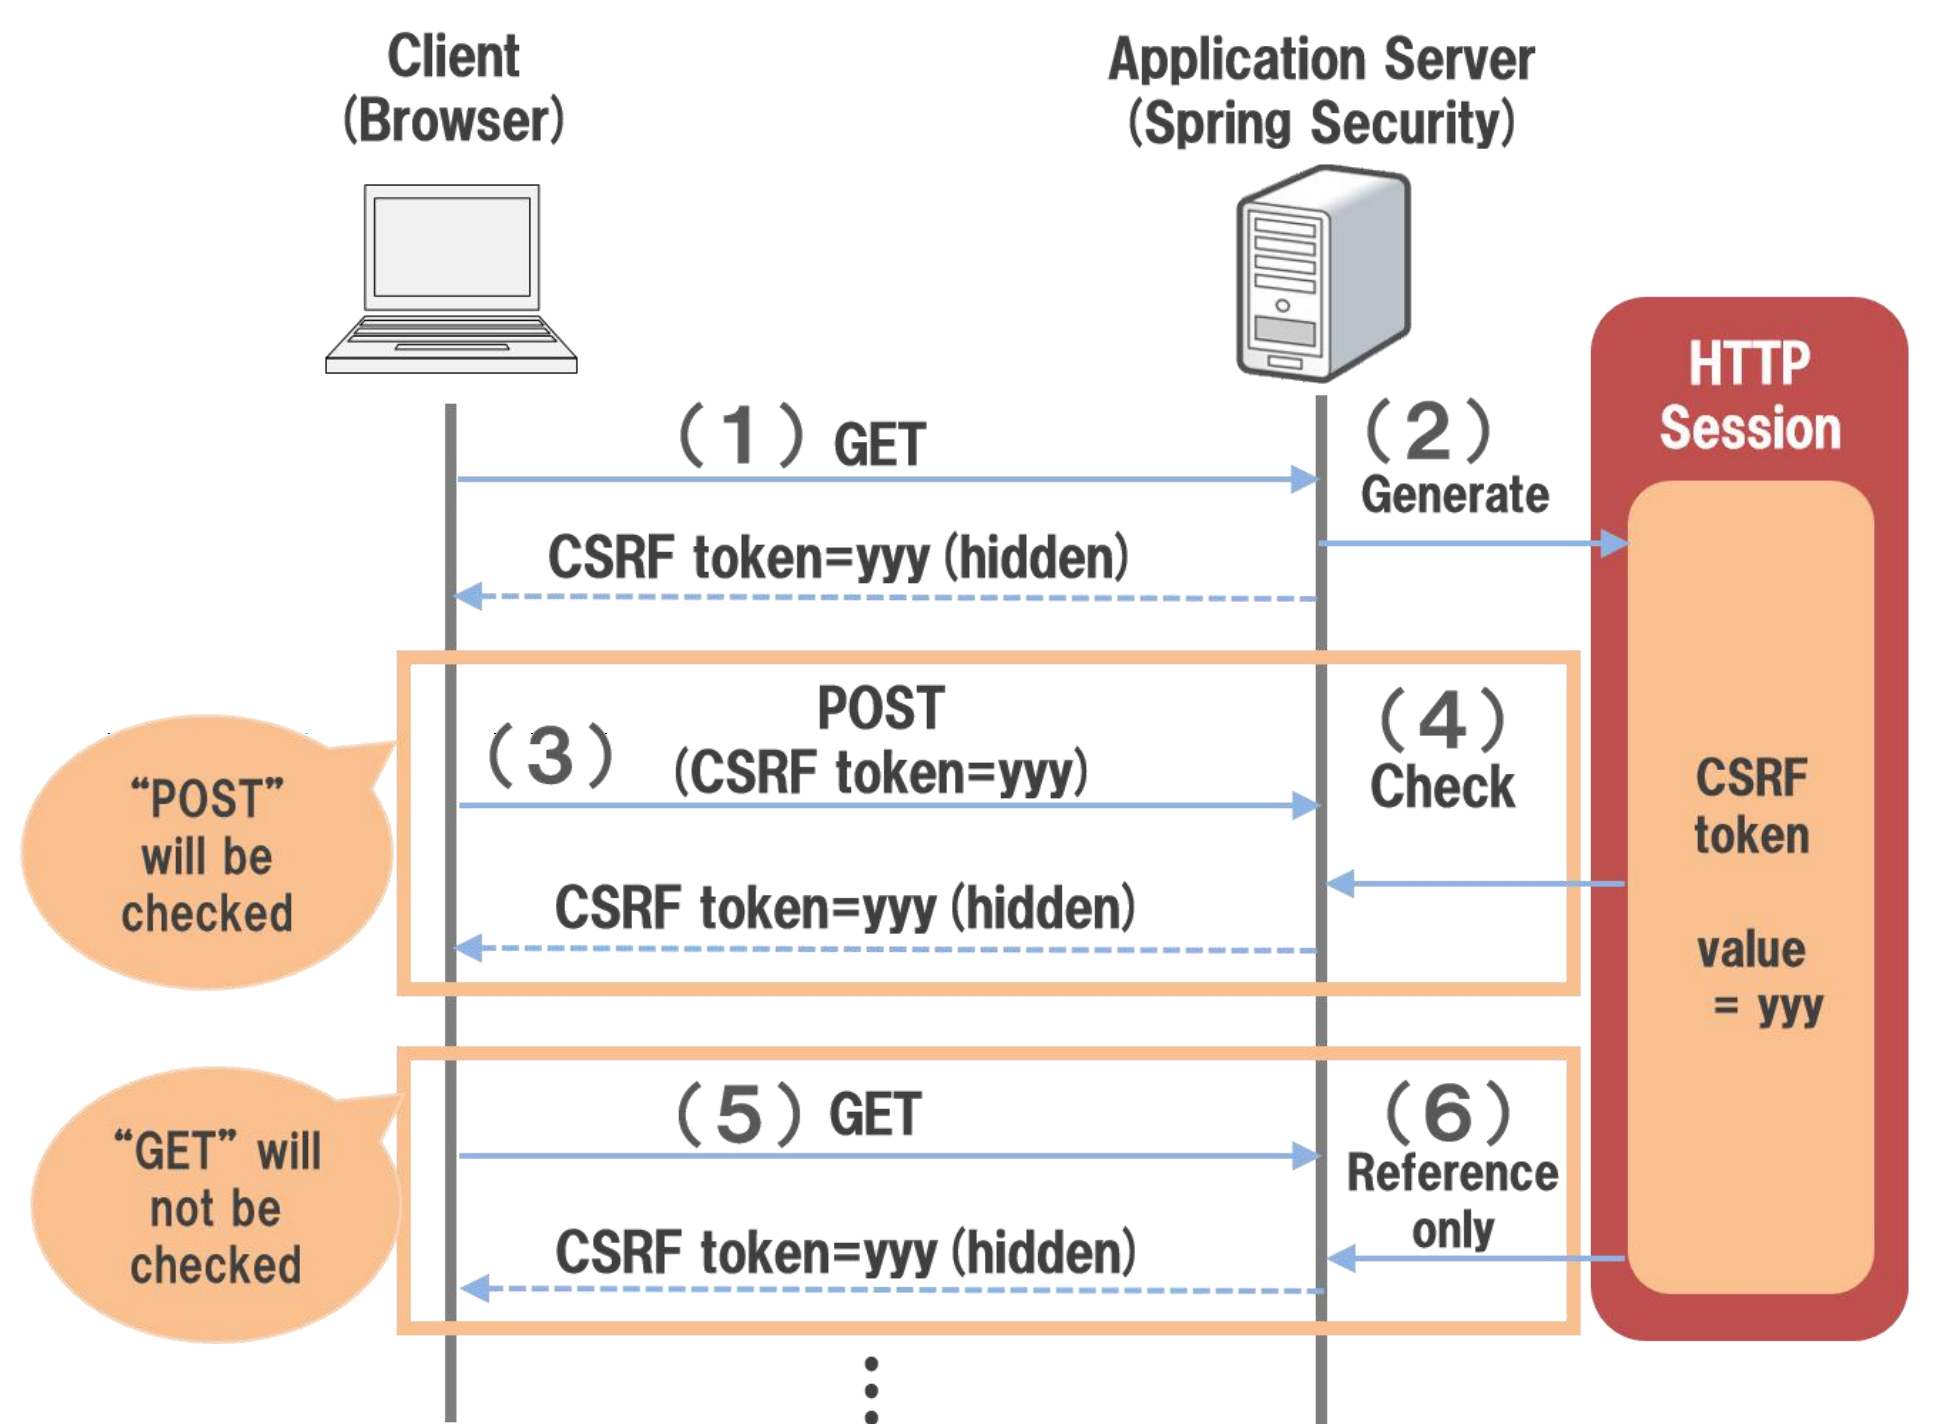 Client
(Browser)
Application Server
(Spring Security)
HTTP
Session
（1）GET
（2）
Generate
CSRF token=yyy (hidden)
POST
（3） (CSRF token=yyy)
（4）
Check
“POST”
will be
checked
CSRF token=yyy (hidden)
CSRF
token
value
= yyy
（5）GET
（6）
Reference
only
“GET” will
not be
checked
CSRF token=yyy (hidden)